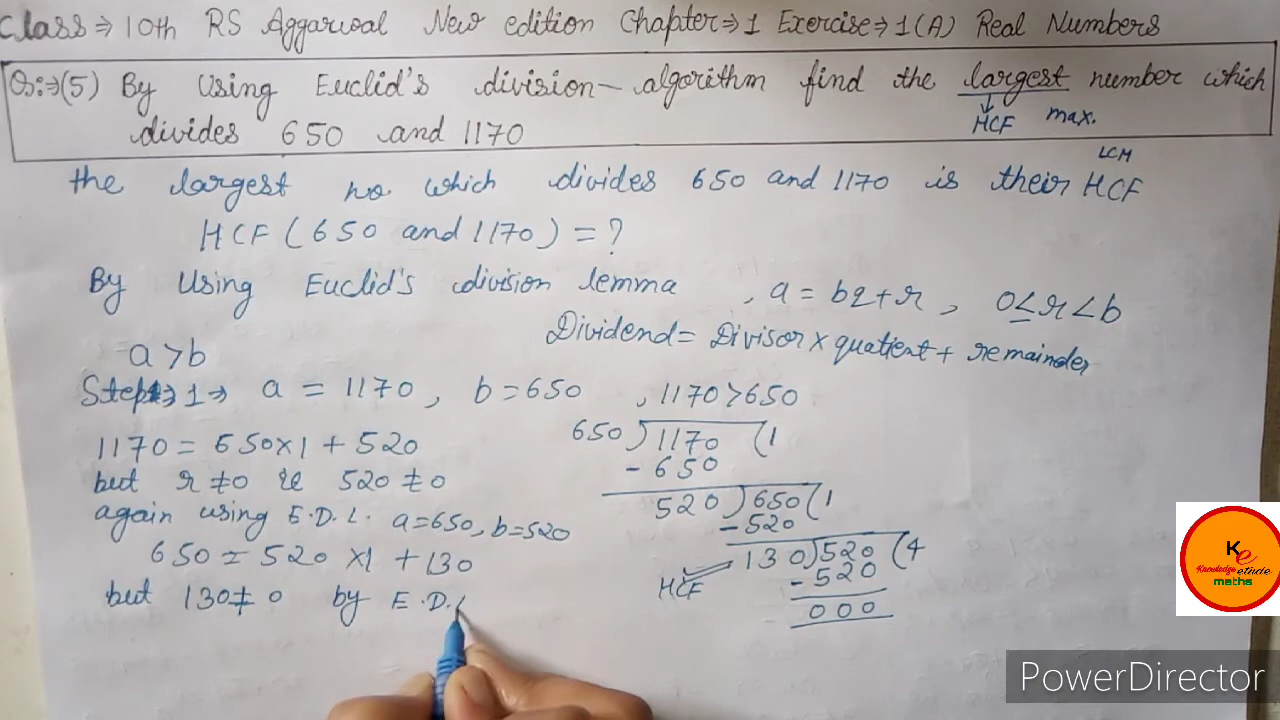 Class ⇒ 10th RS Aggarwal New edition Chapter ⇒ 1 Exercise ⇒ 1(A) Real Numbers
Q:⇒(5) By Using Euclid's division- algorithm find the largest number which
HCF max.
divides 650 and 1170
LCM
the largest no which divides 650 and 1170 is their HCF
HCF (650 and 1170) = ?
By Using Euclid's division lemma , a = bq+r , 0≤r<b
Dividend = Divisor × quatient + remainder
a>b
Step⇒ 1⇒ a = 1170, b = 650 , 1170>650
1170 = 650×1 + 520
but r ≠0 ie 520 ≠0
again using E.D.L. a=650, b=520
650 = 520 ×1 + 130
but 130≠ 0 by E.D.L
650)1170(1
-650
520)650(1
-520
130)520(4
HCF
-520
000
Ke
Knowledge etude
maths
PowerDirector